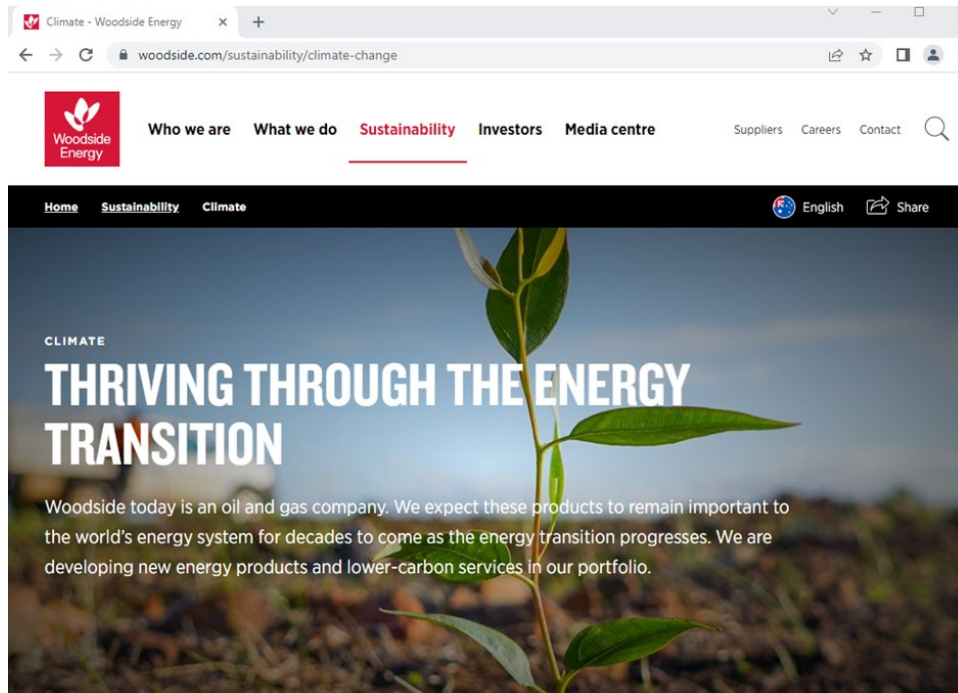 Climate - Woodside Energy
woodside.com/sustainability/climate-change
Woodside
Energy
Who we are What we do Sustainability Investors Media centre Suppliers Careers Contact
Home Sustainability Climate English Share
CLIMATE
THRIVING THROUGH THE ENERGY
TRANSITION
Woodside today is an oil and gas company. We expect these products to remain important to
the world's energy system for decades to come as the energy transition progresses. We are
developing new energy products and lower-carbon services in our portfolio.